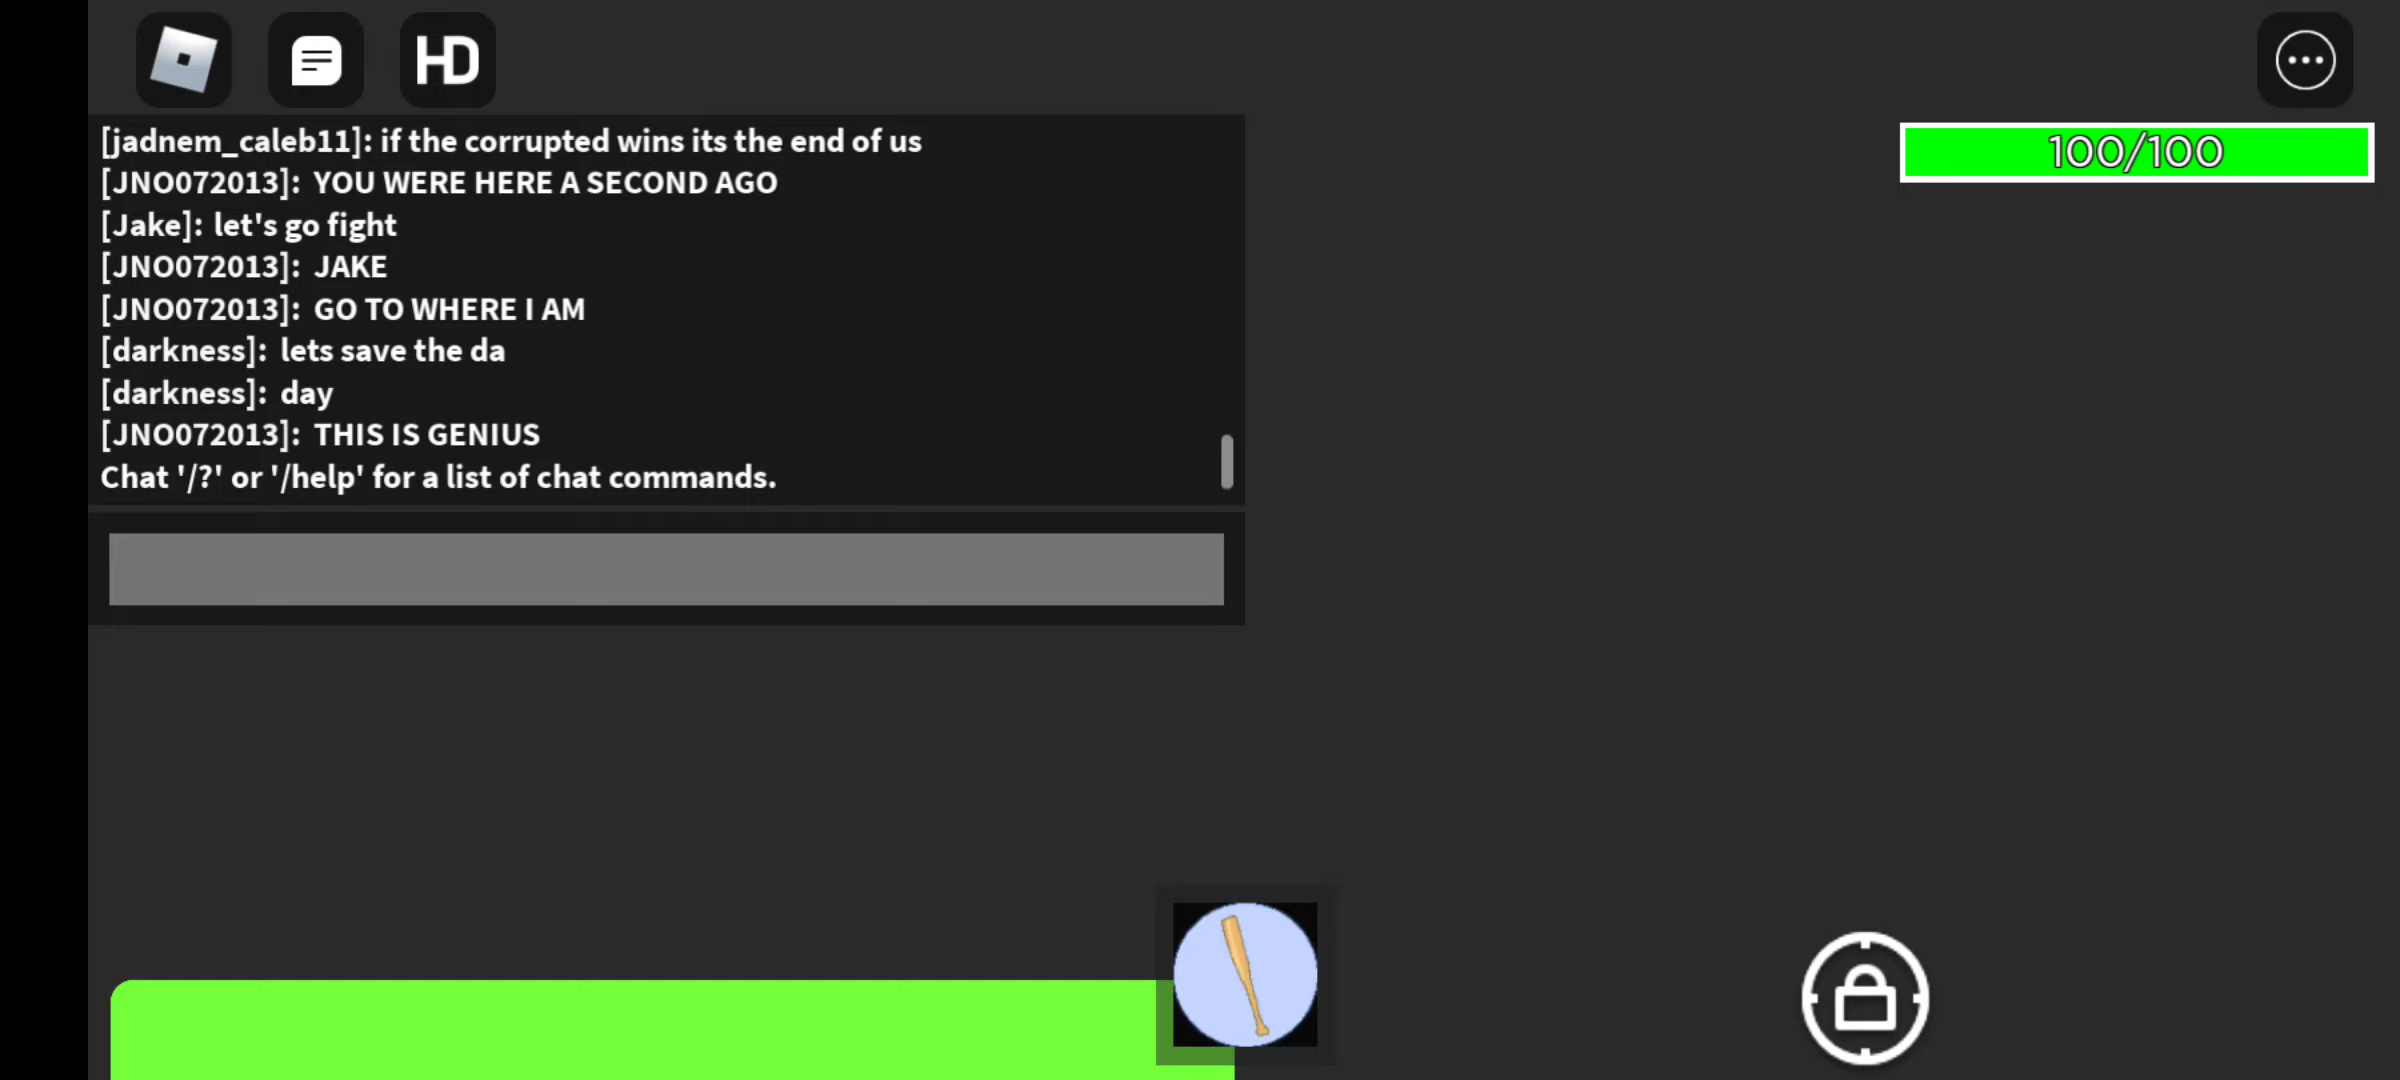 HD
[jadnem_caleb11]: if the corrupted wins its the end of us
[JNO072013]: YOU WERE HERE A SECOND AGO
[Jake]: let's go fight
[JNO072013]: JAKE
[JNO072013]: GO TO WHERE I AM
[darkness]: lets save the da
[darkness]: day
[JNO072013]: THIS IS GENIUS
Chat '/?' or '/help' for a list of chat commands.
100/100